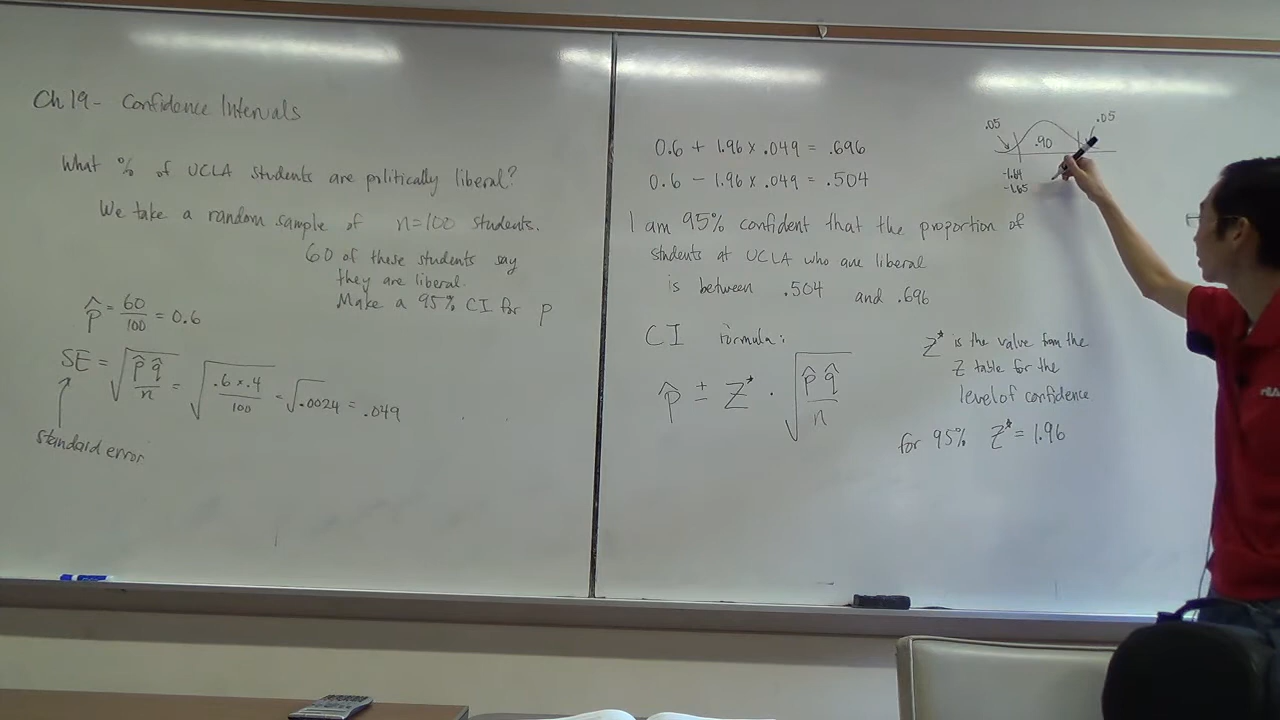 Ch 19 - Confidence Intervals
What % of UCLA students are politically liberal?
We take a random sample of n=100 students.
60 of these students say
they are liberal.
Make a 95% CI for p
p̂ = 60/100 = 0.6
SE = √(p̂ q̂ / n) = √(.6 × .4 / 100) = √.0024 = .049
standard error
0.6 + 1.96 × .049 = .696
0.6 - 1.96 × .049 = .504
I am 95% confident that the proportion of
students at UCLA who are liberal
is between .504 and .696
CI formula:
p̂ ± Z* · √(p̂ q̂ / n)
.05 .90 .05
-1.64
-1.65
Z* is the value from the
Z table for the
level of confidence
for 95% Z* = 1.96